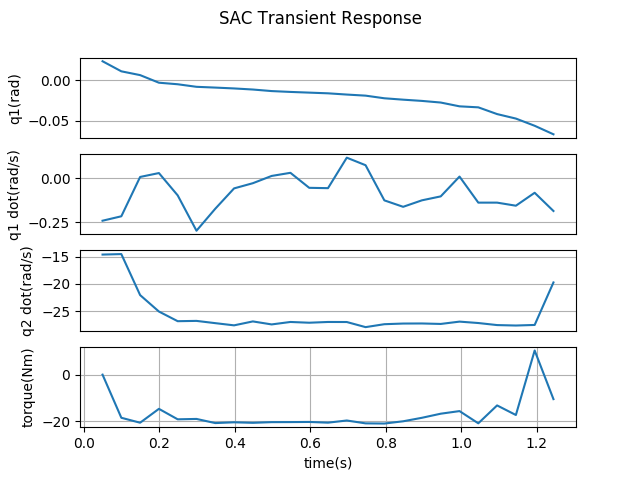 SAC Transient Response
0.00
−0.05
q1(rad)
0.00
−0.25
q1 dot(rad/s)
−15
−20
−25
q2 dot(rad/s)
0
−20
torque(Nm)
0.0 0.2 0.4 0.6 0.8 1.0 1.2
time(s)